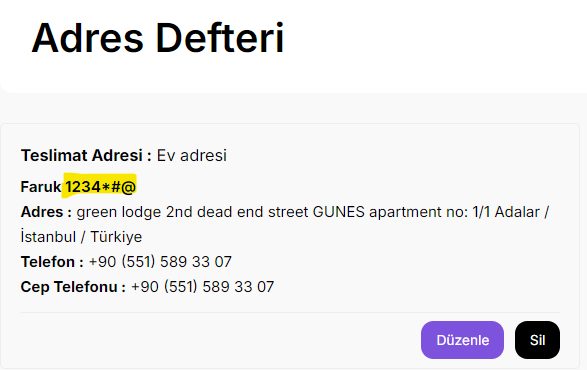 Adres Defteri
Teslimat Adresi : Ev adresi
Faruk 1234*#@
Adres : green lodge 2nd dead end street GUNES apartment no: 1/1 Adalar /
İstanbul / Türkiye
Telefon : +90 (551) 589 33 07
Cep Telefonu : +90 (551) 589 33 07
Düzenle Sil